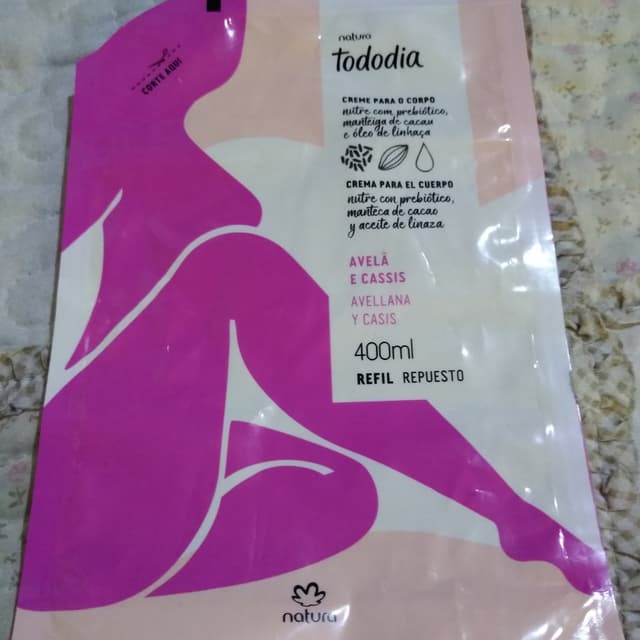 CORTE AQUI
natura
tododia
CREME PARA O CORPO
nutre com prebiótico,
manteiga de cacau
e óleo de linhaça
CREMA PARA EL CUERPO
nutre con prebiótico,
manteca de cacao
y aceite de linaza
AVELÃ
E CASSIS
AVELLANA
Y CASIS
400ml
REFIL REPUESTO
natura